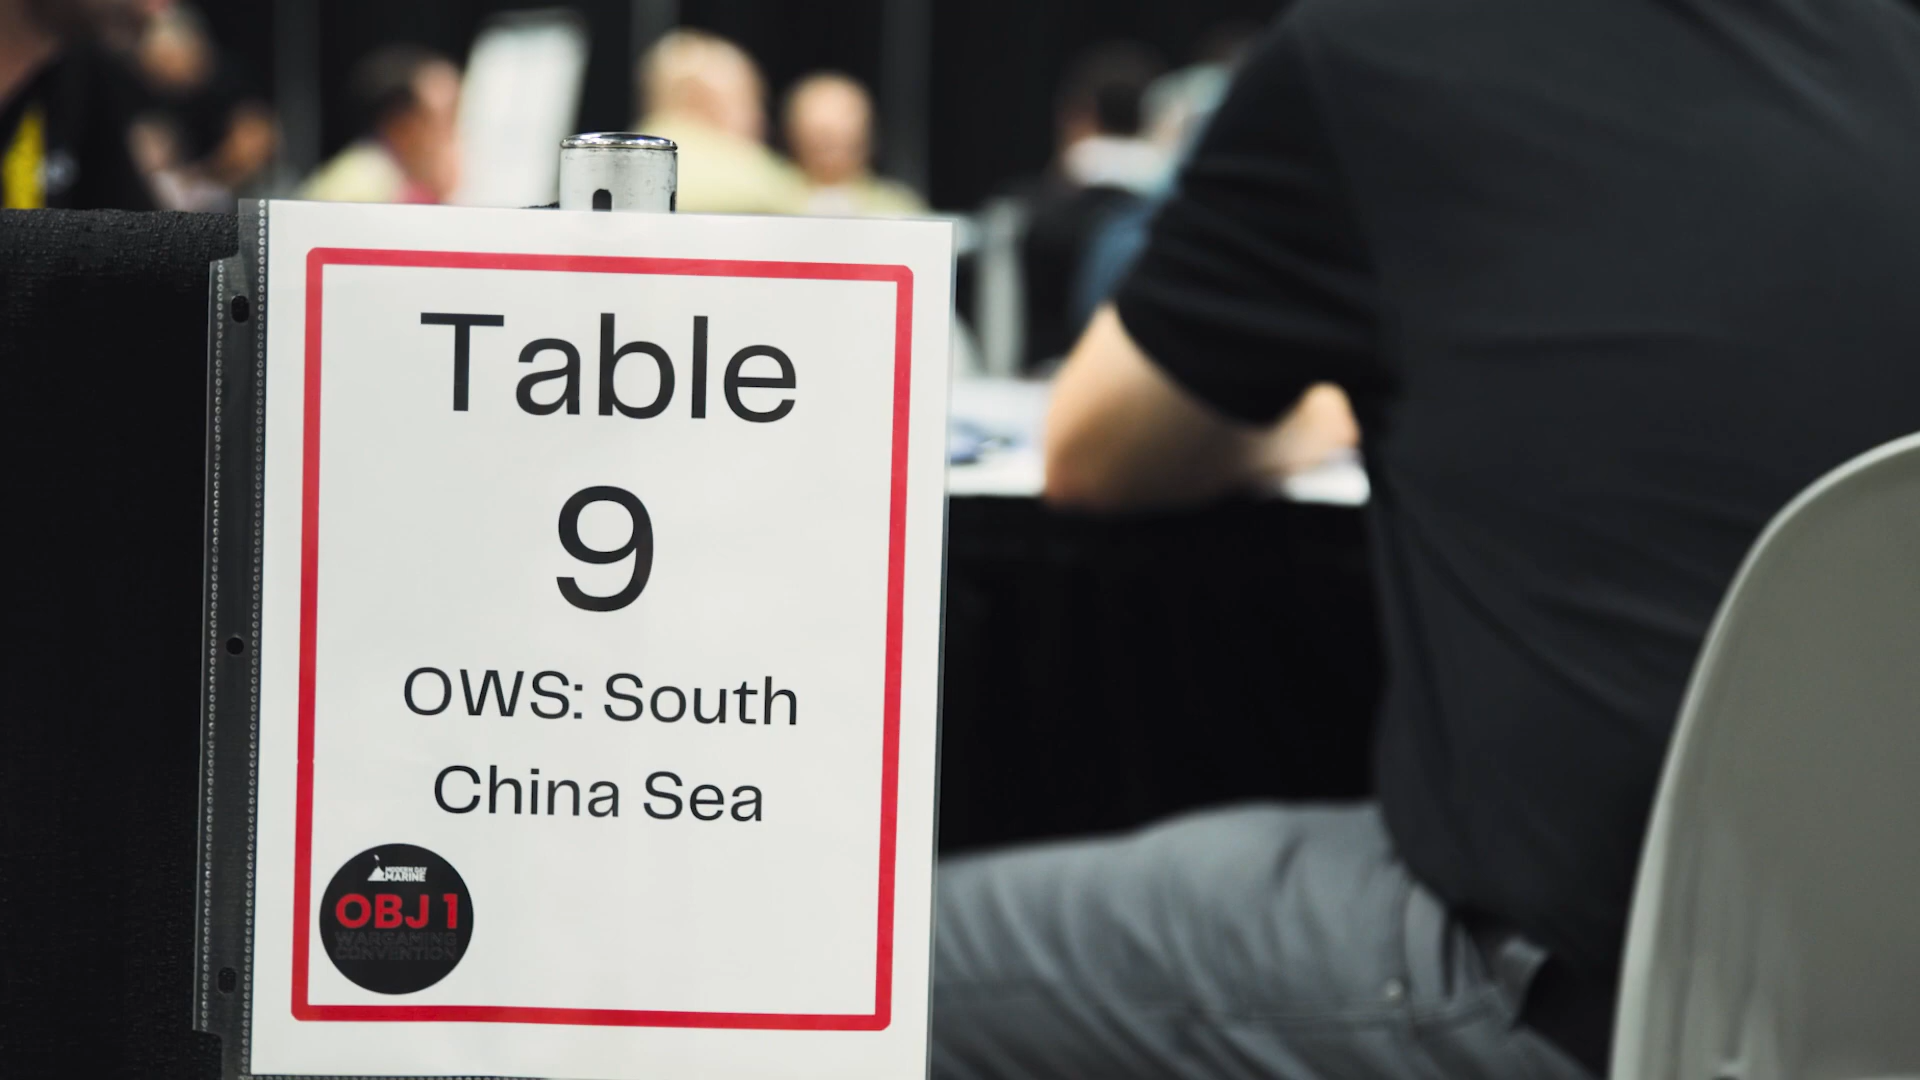 Table
9
OWS: South
China Sea
MODERN DAY
MARINE
OBJ 1
WARGAMING
CONVENTION